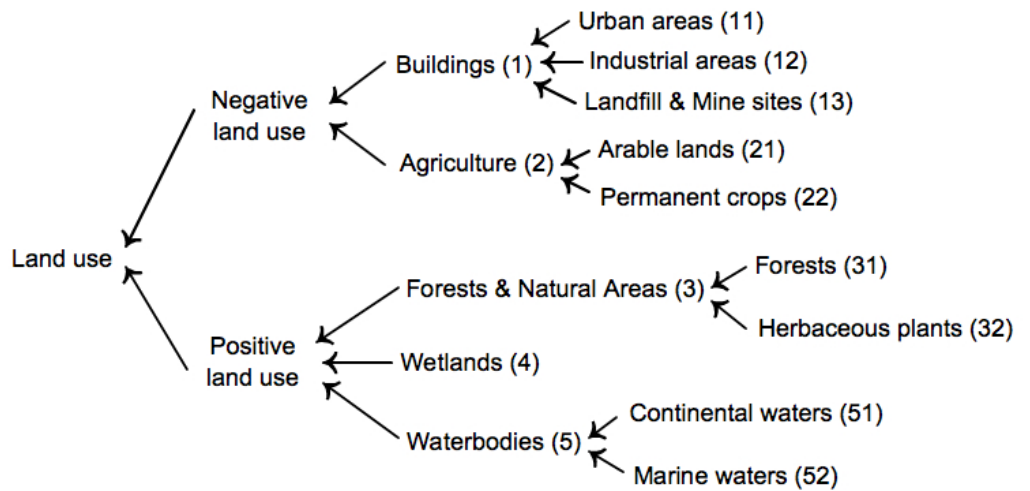 Urban areas (11)
Buildings (1)
Industrial areas (12)
Negative
land use
Landfill & Mine sites (13)
Agriculture (2)
Arable lands (21)
Permanent crops (22)
Land use
Forests & Natural Areas (3)
Forests (31)
Herbaceous plants (32)
Positive
land use
Wetlands (4)
Waterbodies (5)
Continental waters (51)
Marine waters (52)